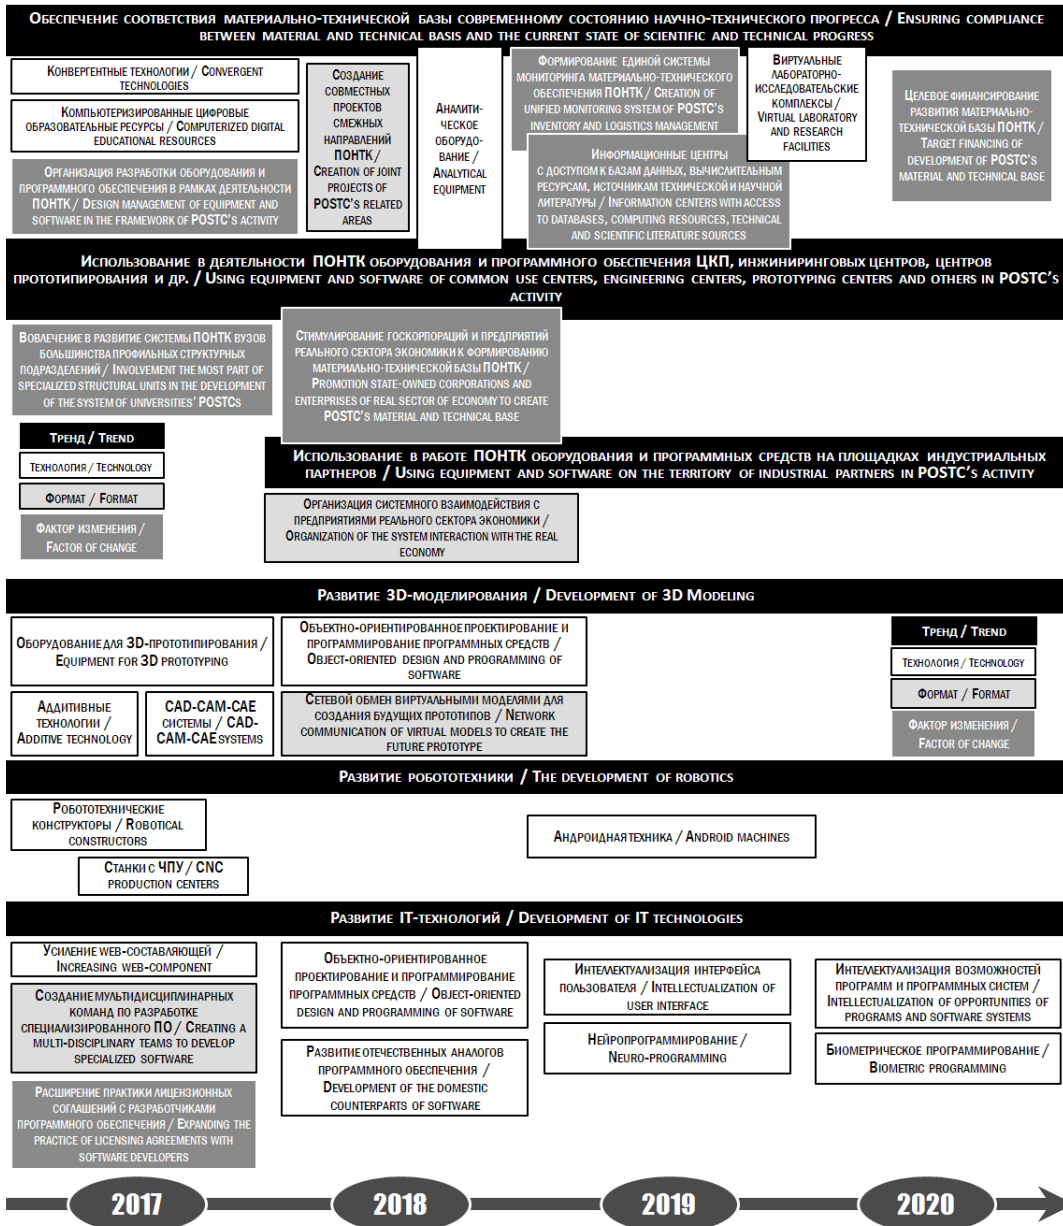 Обеспечение соответствия материально-технической базы современному состоянию научно-технического прогресса / Ensuring compliance
between material and technical basis and the current state of scientific and technical progress
Конвергентные технологии / Convergent
technologies
Компьютеризированные цифровые
образовательные ресурсы / Computerized digital
educational resources
Организация разработки оборудования и
программного обеспечения в рамках деятельности
ПОНТК / Design management of equipment and
software in the framework of POSTC's activity
Создание
совместных
проектов
смежных
направлений
ПОНТК /
Creation of joint
projects of
POSTC's related
areas
Аналити-
ческое
оборудо-
вание /
Analytical
equipment
Формирование единой системы
мониторинга материально-технического
обеспечения ПОНТК / Creation of
unified monitoring system of POSTC's
inventory and logistics management
Информационные центры
с доступом к базам данных, вычислительным
ресурсам, источникам технической и научной
литературы / Information centers with access
to databases, computing resources, technical
and scientific literature sources
Виртуальные
лабораторно-
исследовательские
комплексы /
Virtual laboratory
and research
facilities
Целевое финансирование
развития материально-
технической базы ПОНТК /
Target financing
of development of POSTC's
material and technical base
Использование в деятельности ПОНТК оборудования и программного обеспечения ЦКП, инжиниринговых центров, центров
прототипирования и др. / Using equipment and software of common use centers, engineering centers, prototyping centers and others in POSTC's
activity
Вовлечение в развитие системы ПОНТК вузов
большинства профильных структурных
подразделений / Involvement the most part of
specialized structural units in the development
of the system of universities' POSTCs
Стимулирование госкорпораций и предприятий
реального сектора экономики к формированию
материально-технической базы ПОНТК /
Promotion state-owned corporations and
enterprises of real sector of economy to create
POSTC's material and technical base
Тренд / Trend
Технология / Technology
Формат / Format
Фактор изменения /
Factor of change
Использование в работе ПОНТК оборудования и программных средств на площадках индустриальных
партнеров / Using equipment and software on the territory of industrial partners in POSTC's activity
Организация системного взаимодействия с
предприятиями реального сектора экономики /
Organization of the system interaction with the real
economy
Развитие 3D-моделирования / Development of 3D Modeling
Оборудование для 3D-прототипирования /
Equipment for 3D prototyping
Аддитивные
технологии /
Additive technology
CAD-CAM-CAE
системы / CAD-
CAM-CAE systems
Объектно-ориентированное проектирование и
программирование программных средств /
Object-oriented design and programming of
software
Сетевой обмен виртуальными моделями для
создания будущих прототипов / Network
communication of virtual models to create the
future prototype
Тренд / Trend
Технология / Technology
Формат / Format
Фактор изменения /
Factor of change
Развитие робототехники / The development of robotics
Робототехнические
конструкторы / Robotical
constructors
Станки с ЧПУ / CNC
production centers
Андроидная техника / Android machines
Развитие IT-технологий / Development of IT technologies
Усиление web-составляющей /
Increasing web-component
Создание мультидисциплинарных
команд по разработке
специализированного ПО / Creating a
multi-disciplinary teams to develop
specialized software
Расширение практики лицензионных
соглашений с разработчиками
программного обеспечения / Expanding the
practice of licensing agreements with
software developers
Объектно-ориентированное
проектирование и программирование
программных средств / Object-oriented
design and programming of software
Развитие отечественных аналогов
программного обеспечения /
Development of the domestic
counterparts of software
Интеллектуализация интерфейса
пользователя / Intellectualization of
user interface
Нейропрограммирование /
Neuro-programming
Интеллектуализация возможностей
программ и программных систем /
Intellectualization of opportunities of
programs and software systems
Биометрическое программирование /
Biometric programming
2017
2018
2019
2020